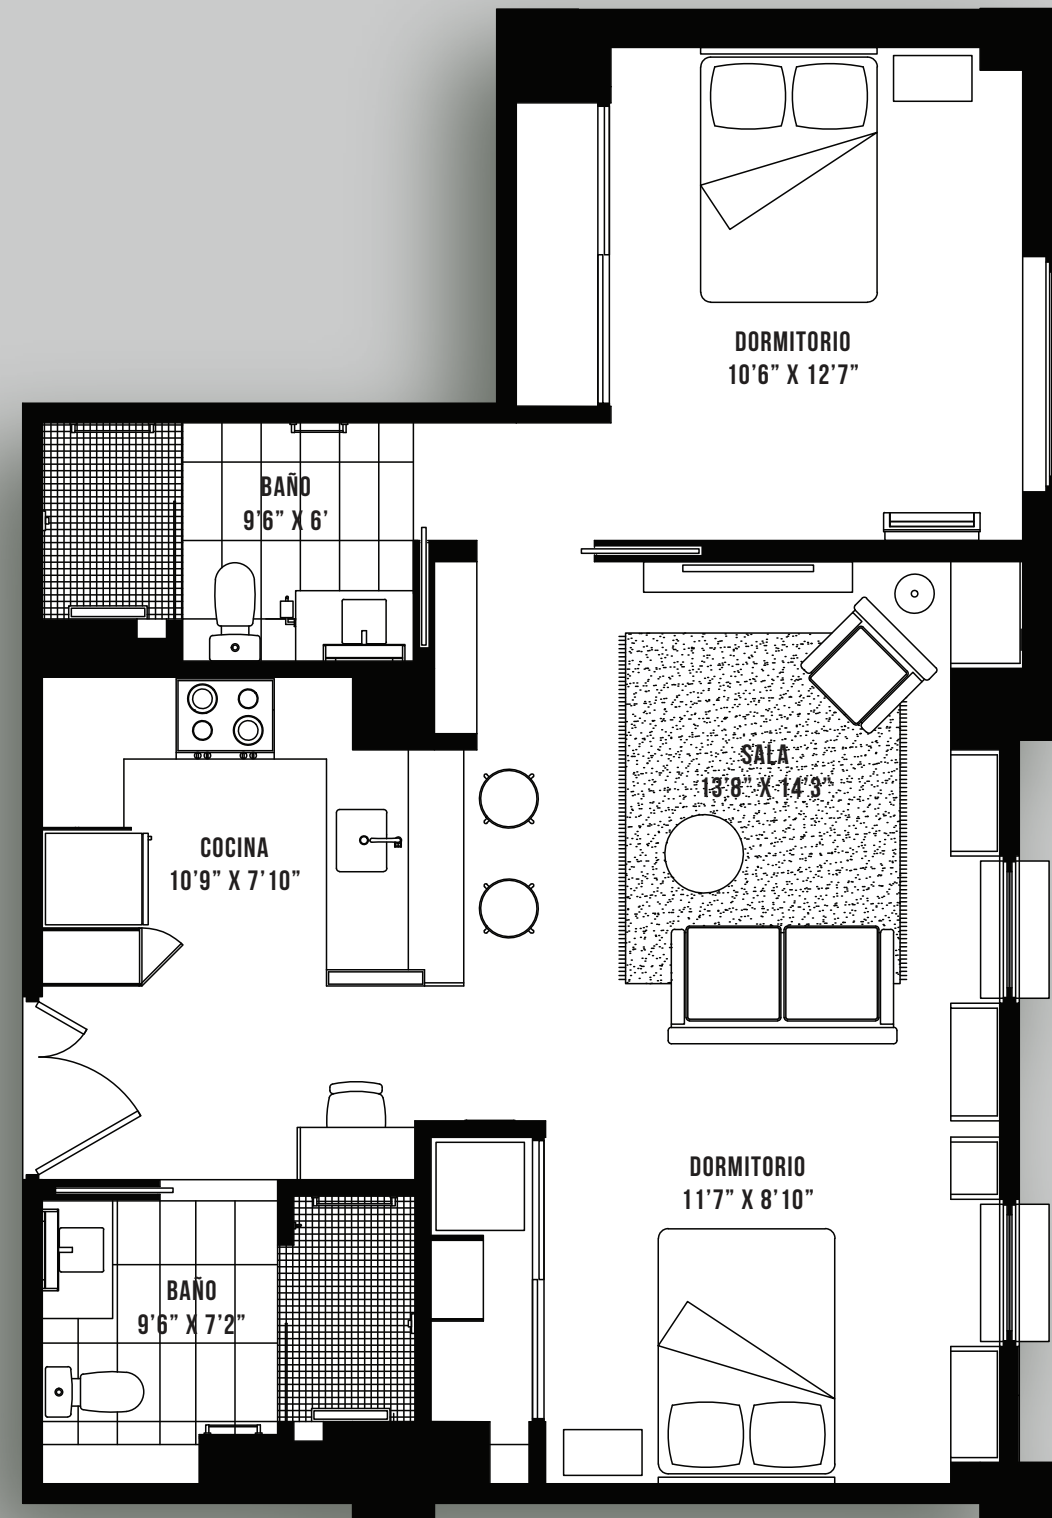 DORMITORIO
10’6” X 12’7”
BAÑO
9’6” X 6’
SALA
13’8” X 14’3”
COCINA
10’9” X 7’10”
DORMITORIO
11’7” X 8’10”
BAÑO
9’6” X 7’2”